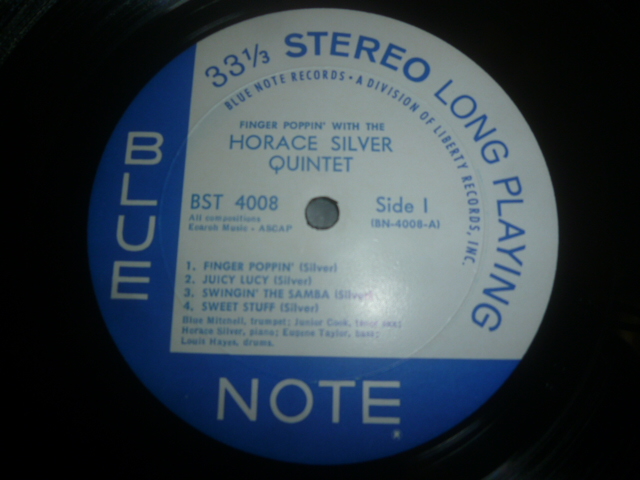 33 1/3 STEREO LONG PLAYING
BLUE NOTE RECORDS • A DIVISION OF LIBERTY RECORDS, INC.
FINGER POPPIN' WITH THE
HORACE SILVER
QUINTET
BST 4008
Side 1
All compositions
Ecaroh Music - ASCAP
(BN-4008-A)
1. FINGER POPPIN' (Silver)
2. JUICY LUCY (Silver)
3. SWINGIN' THE SAMBA (Silver)
4. SWEET STUFF (Silver)
Blue Mitchell, trumpet; Junior Cook, tenor sax;
Horace Silver, piano; Eugene Taylor, bass;
Louis Hayes, drums.
BLUE
NOTE